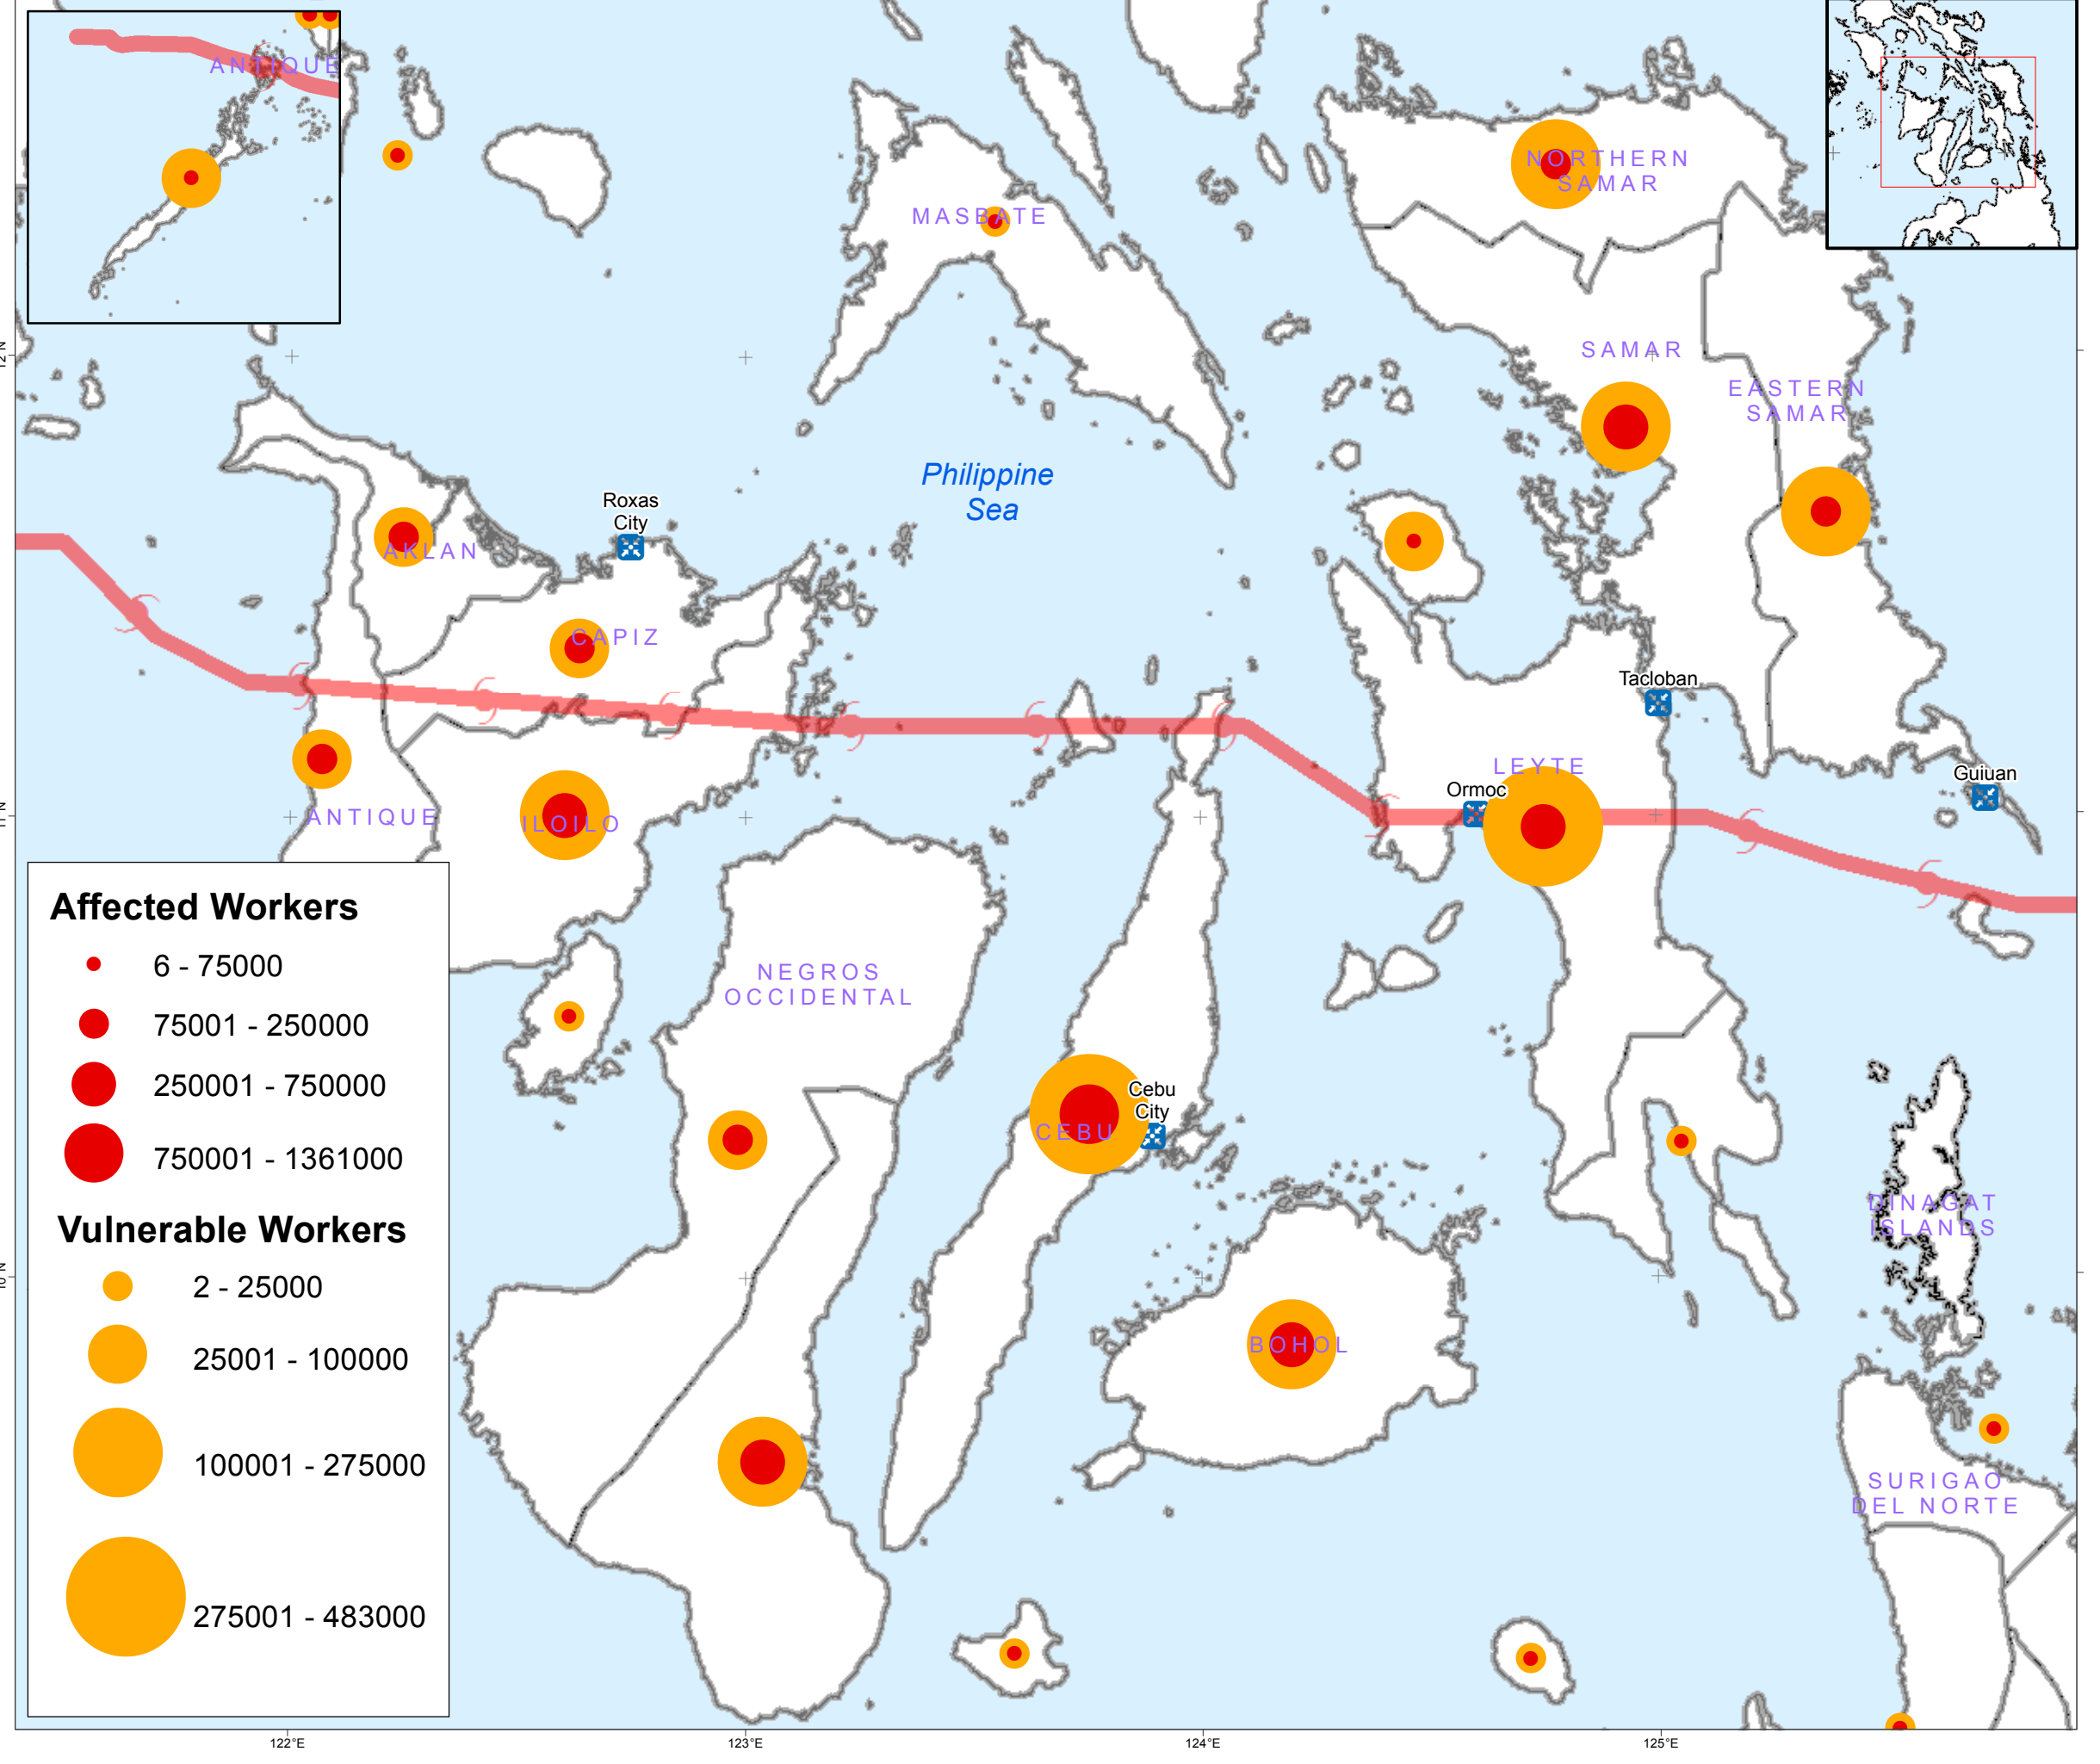 ANTIQUE
NORTHERN
SAMAR
MASBATE
SAMAR
EASTERN
SAMAR
Philippine
Sea
Roxas
City
AKLAN
CAPIZ
Tacloban
LEYTE
Guiuan
Ormoc
ANTIQUE
ILOILO
NEGROS
OCCIDENTAL
Cebu
City
CEBU
DINAGAT
ISLANDS
BOHOL
SURIGAO
DEL NORTE
Affected Workers
6 - 75000
75001 - 250000
250001 - 750000
750001 - 1361000
Vulnerable Workers
2 - 25000
25001 - 100000
100001 - 275000
275001 - 483000
122°E
123°E
124°E
125°E